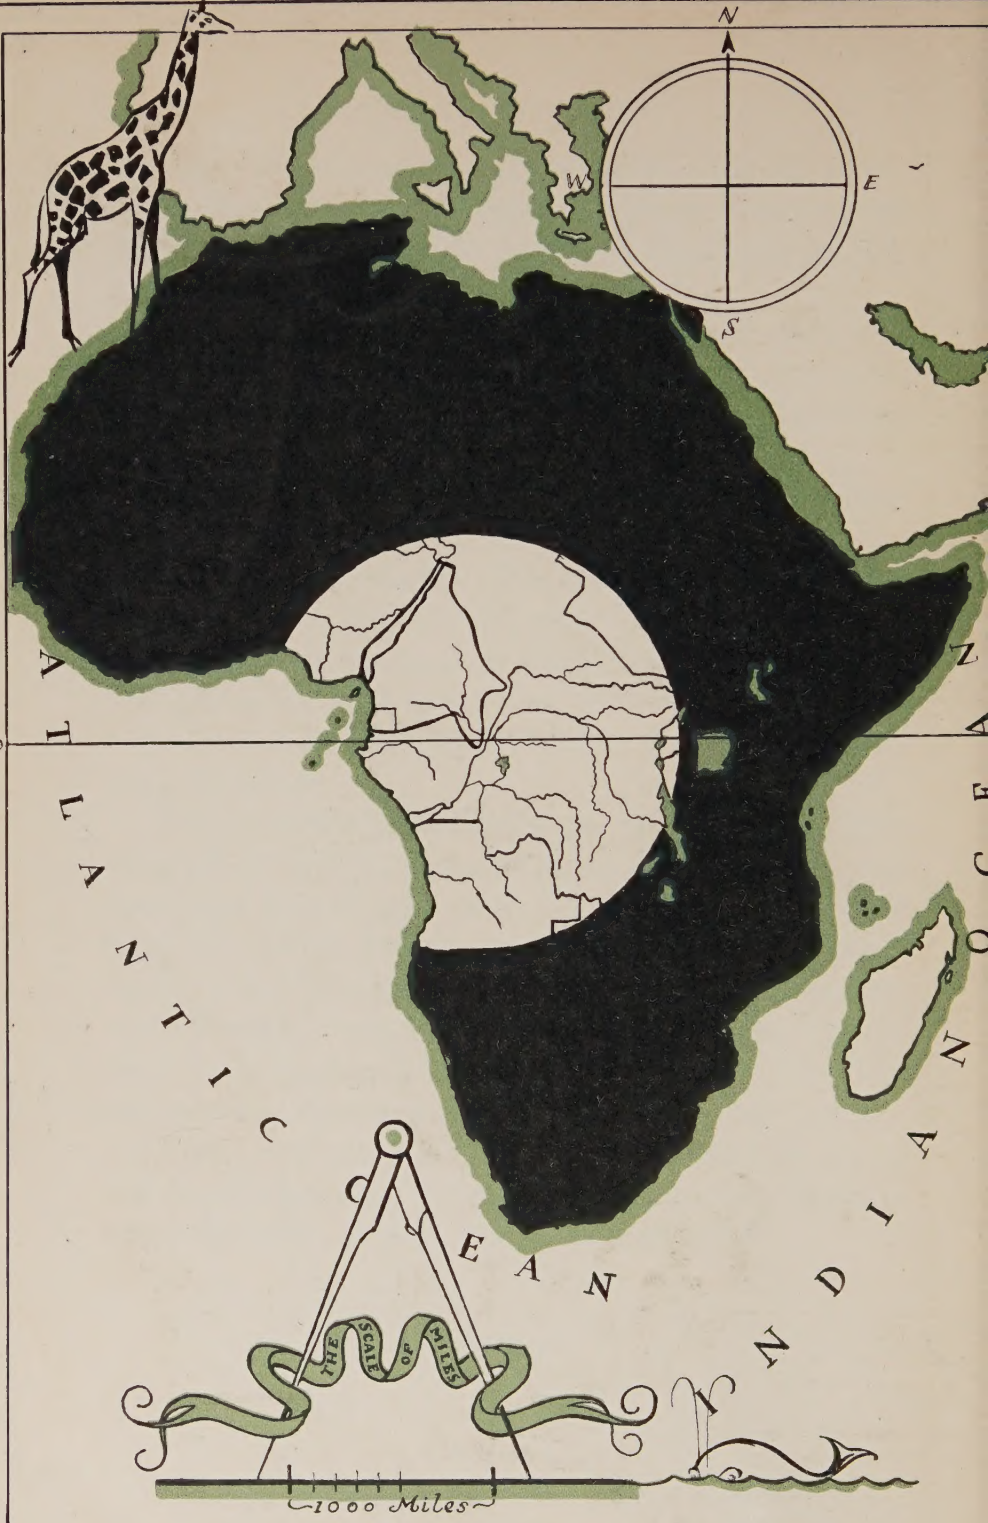 N
W
E
S
ATLANTIC OCEAN
INDIAN OCEAN
THE SCALE OF MILES
1000 Miles